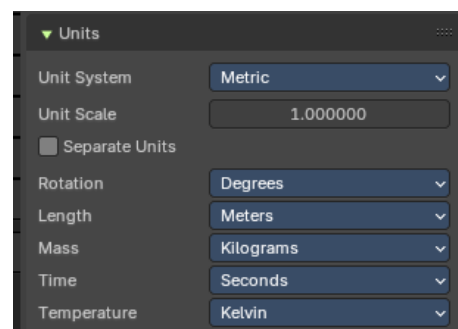 Units
Unit System Metric
Unit Scale 1.000000
Separate Units
Rotation Degrees
Length Meters
Mass Kilograms
Time Seconds
Temperature Kelvin